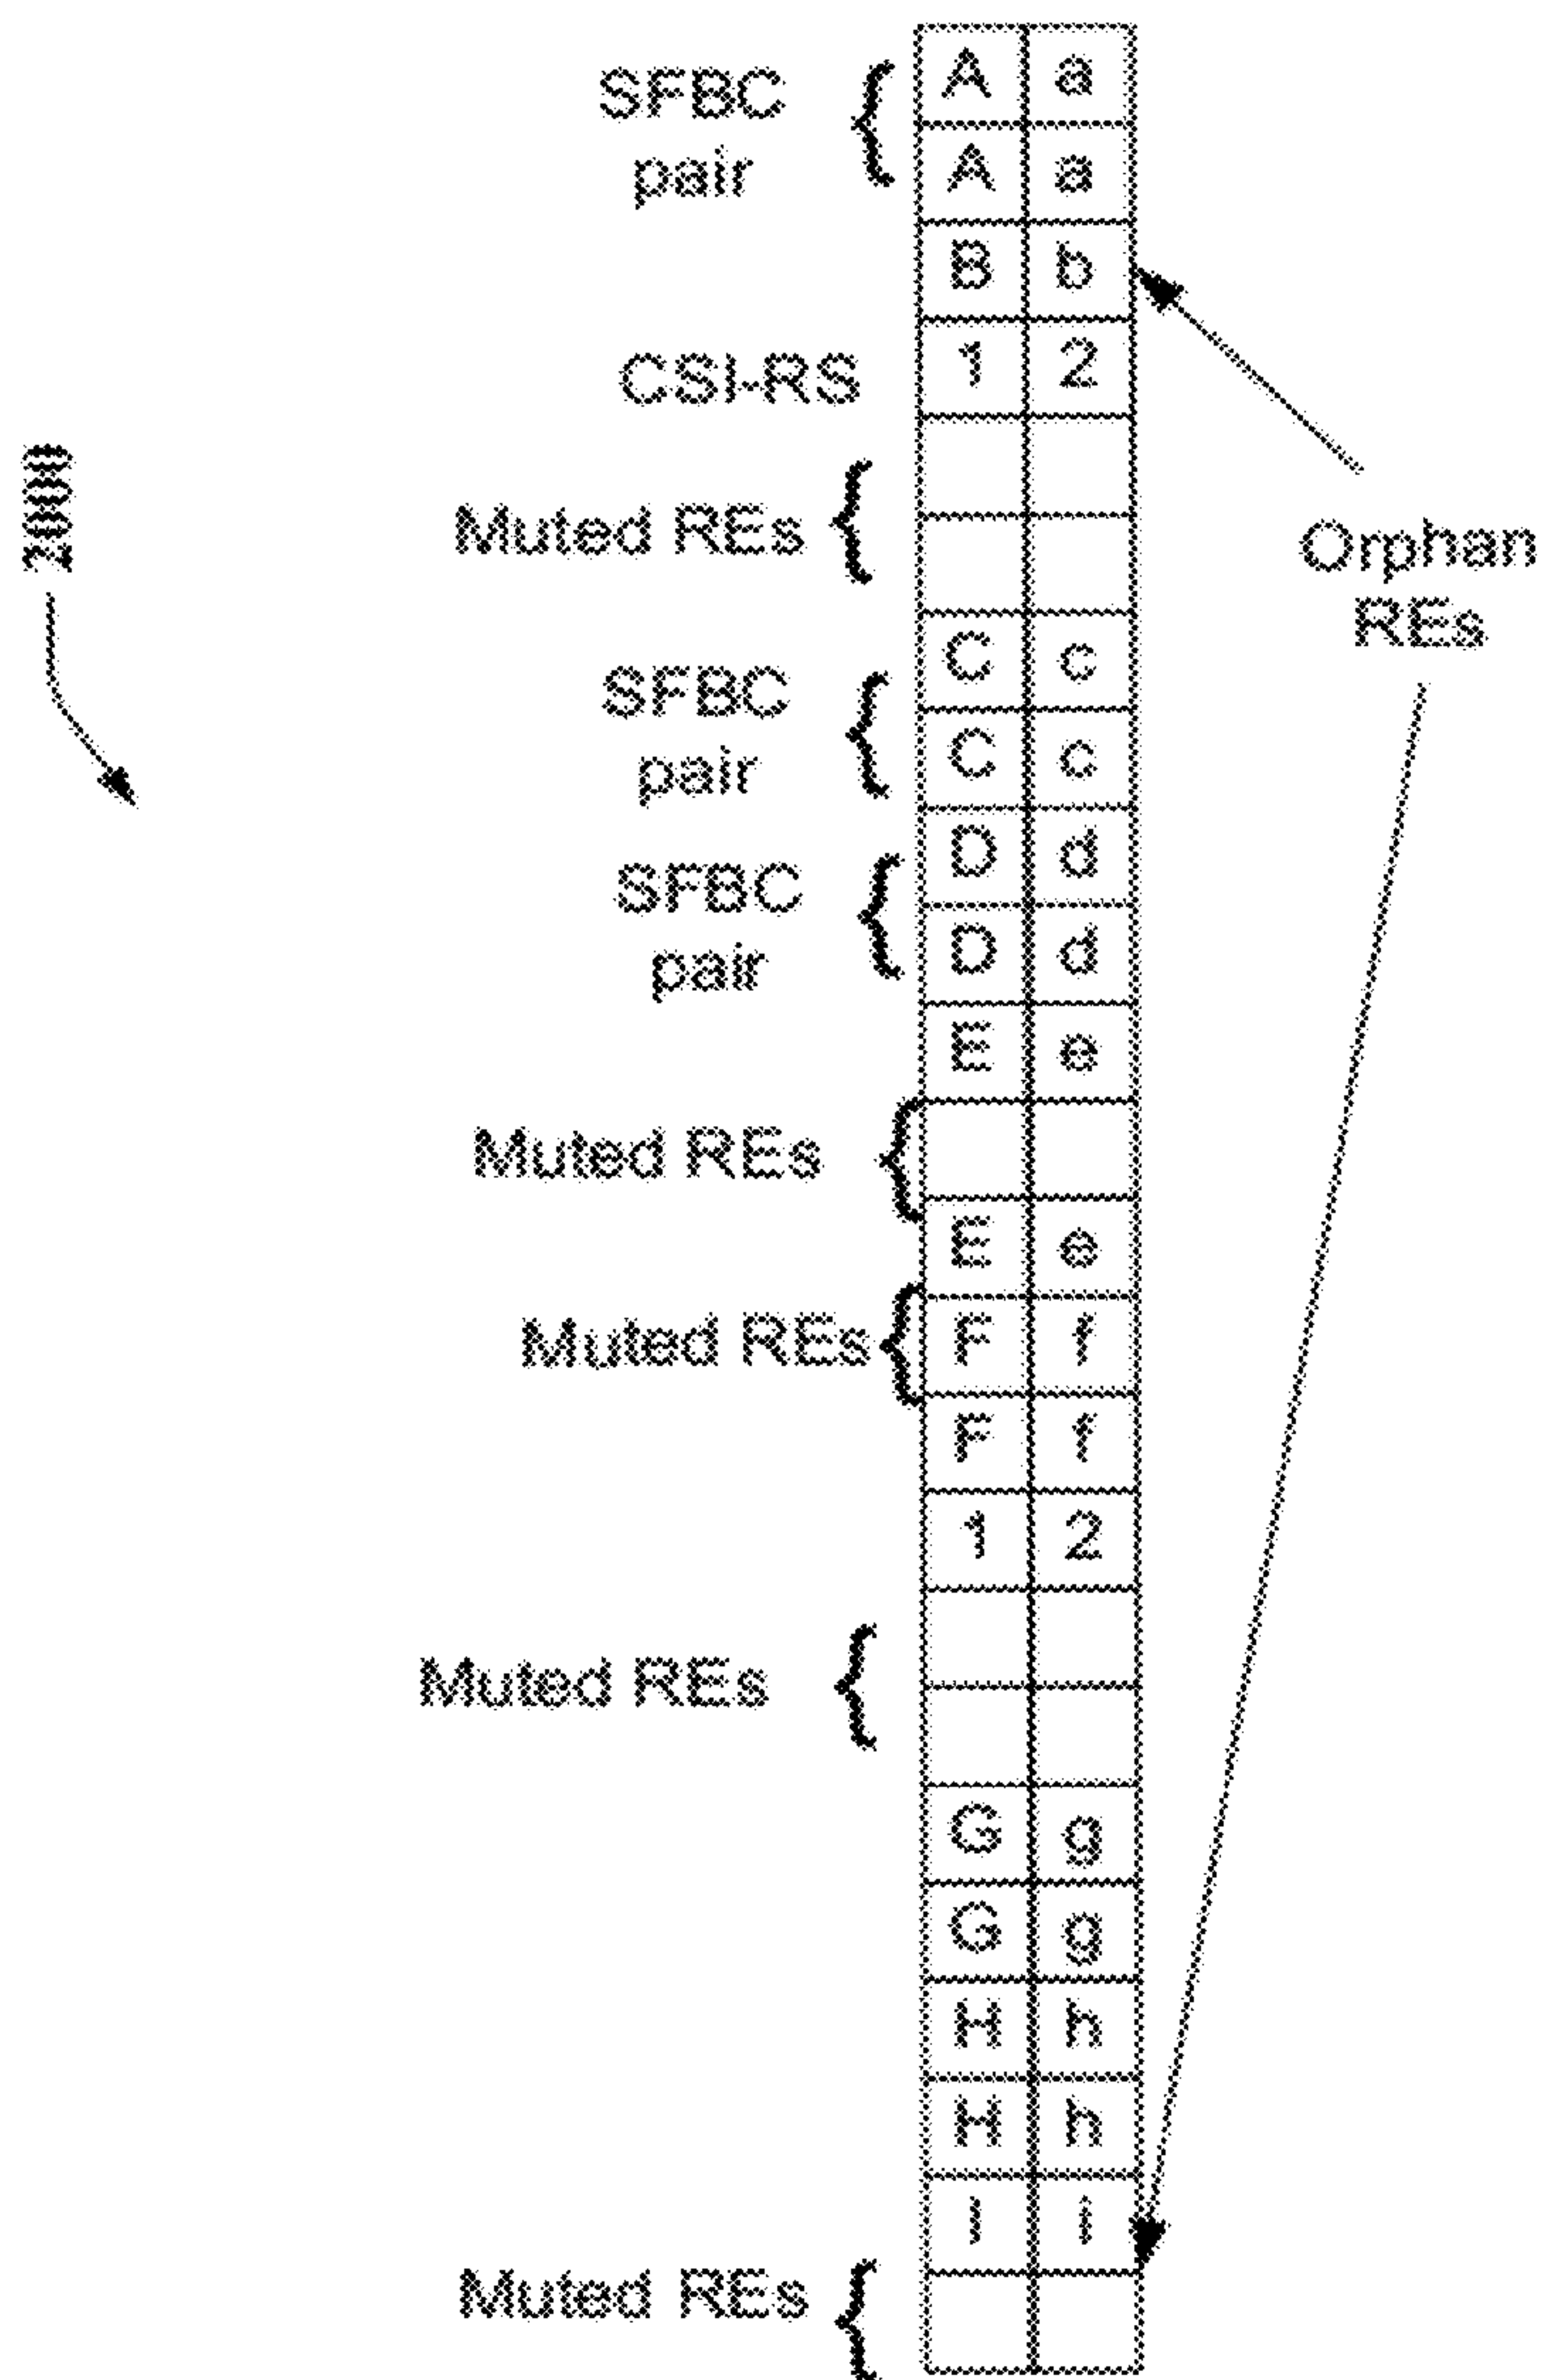 2000
SFBC
pair
A a
A a
B b
CSI-RS
1 2
Muted REs
Orphan
REs
SFBC
pair
C c
C c
SFBC
pair
D d
D d
E e
Muted REs
E e
Muted REs
F f
F f
1 2
Muted REs
G g
G g
H h
H h
I i
Muted REs